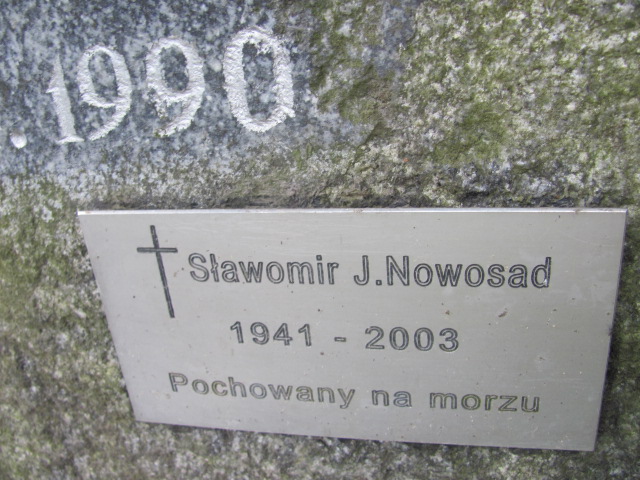 . 1990
Sławomir J. Nowosad
1941 - 2003
Pochowany na morzu